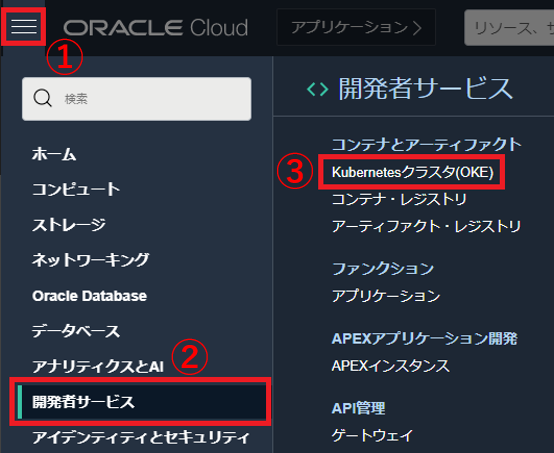 ORACLE Cloud
アプリケーション >
リソース、サ
①
検索
ホーム
コンピュート
ストレージ
ネットワーキング
Oracle Database
データベース
アナリティクスとAI
②
開発者サービス
アイデンティティとセキュリティ
<> 開発者サービス
コンテナとアーティファクト
③
Kubernetesクラスタ(OKE)
コンテナ・レジストリ
アーティファクト・レジストリ
ファンクション
アプリケーション
APEXアプリケーション開発
APEXインスタンス
API管理
ゲートウェイ